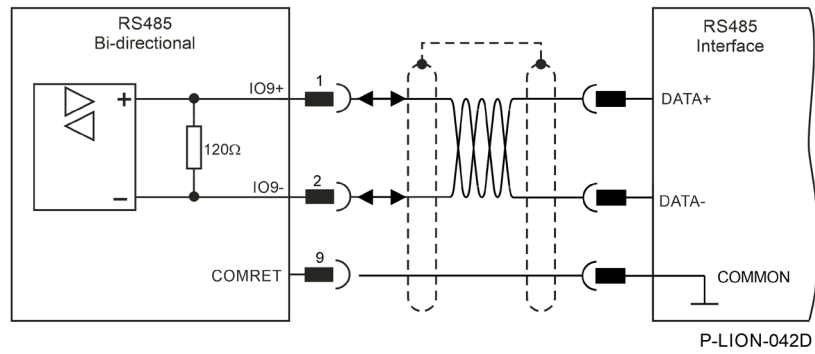 RS485
Bi-directional
RS485
Interface
IO9+
1
+
120Ω
DATA+
IO9-
2
−
DATA-
9
COMRET
COMMON
P-LION-042D